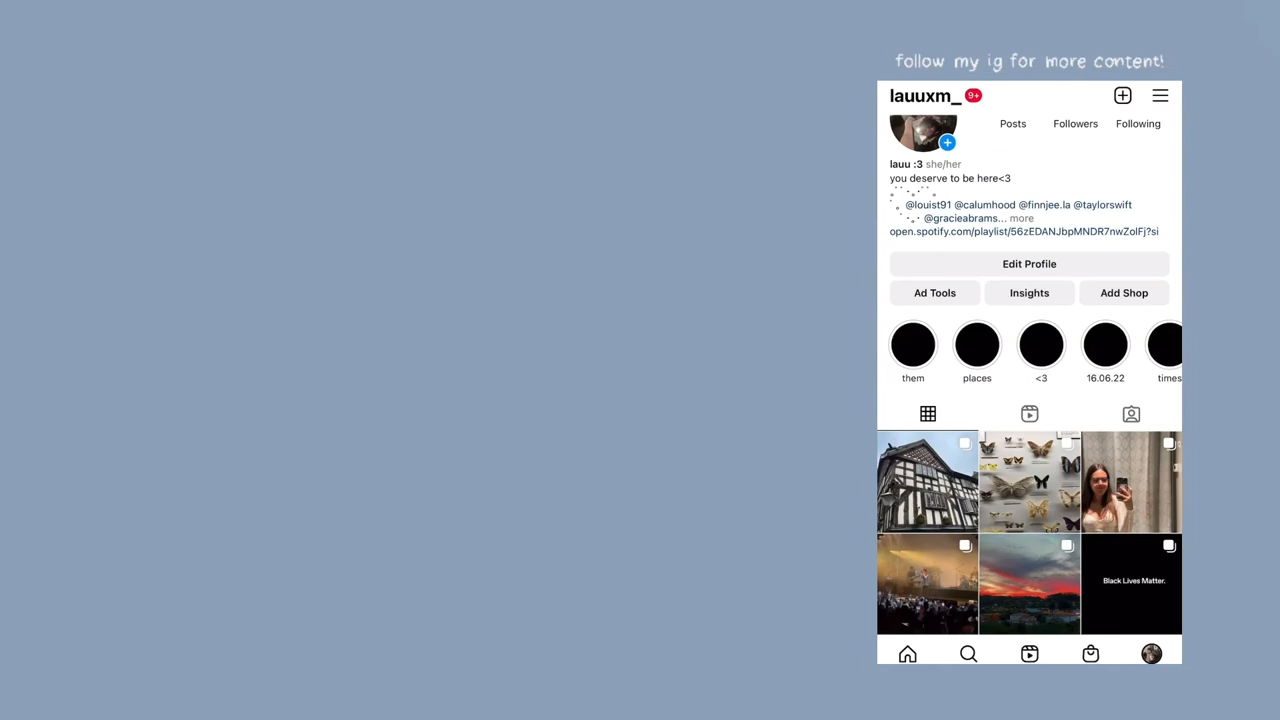 follow my ig for more content!
lauuxm_ 9+
Posts Followers Following
lauu :3 she/her
you deserve to be here<3
@louist91 @calumhood @finnjee.la @taylorswift
@gracieabrams... more
open.spotify.com/playlist/56zEDANJbpMNDR7nwZolFj?si
Edit Profile
Ad Tools Insights Add Shop
them places <3 16.06.22 times
Black Lives Matter.